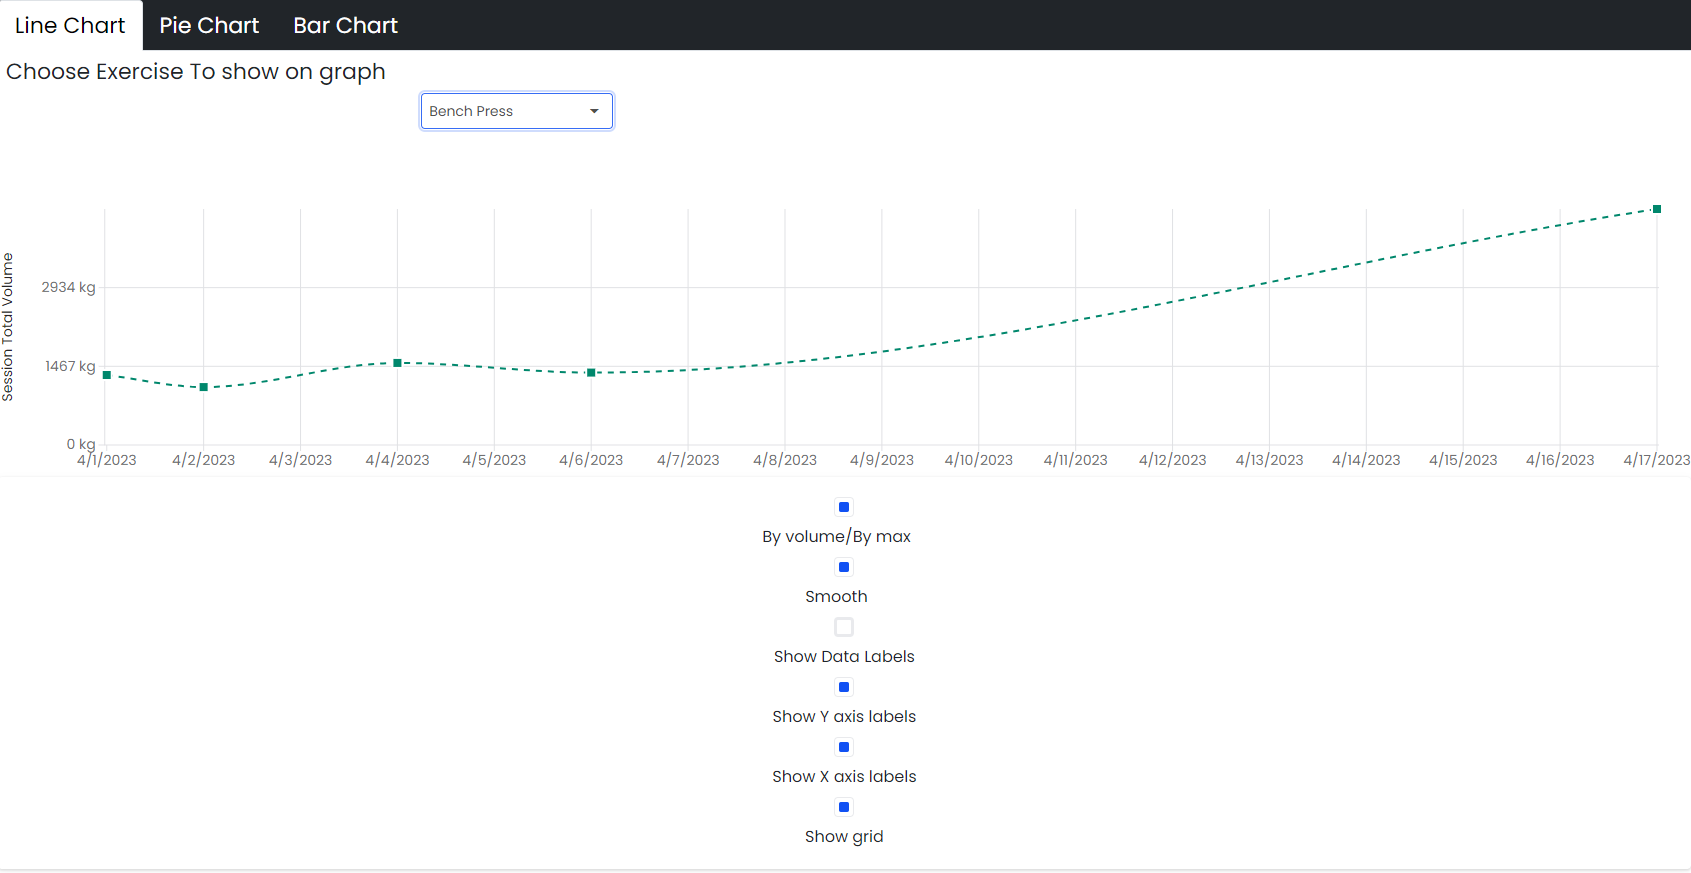 Line Chart Pie Chart Bar Chart
Choose Exercise To show on graph
Bench Press
Session Total Volume
2934 kg
1467 kg
0 kg
4/1/2023 4/2/2023 4/3/2023 4/4/2023 4/5/2023 4/6/2023 4/7/2023 4/8/2023 4/9/2023 4/10/2023 4/11/2023 4/12/2023 4/13/2023 4/14/2023 4/15/2023 4/16/2023 4/17/2023
By volume/By max
Smooth
Show Data Labels
Show Y axis labels
Show X axis labels
Show grid